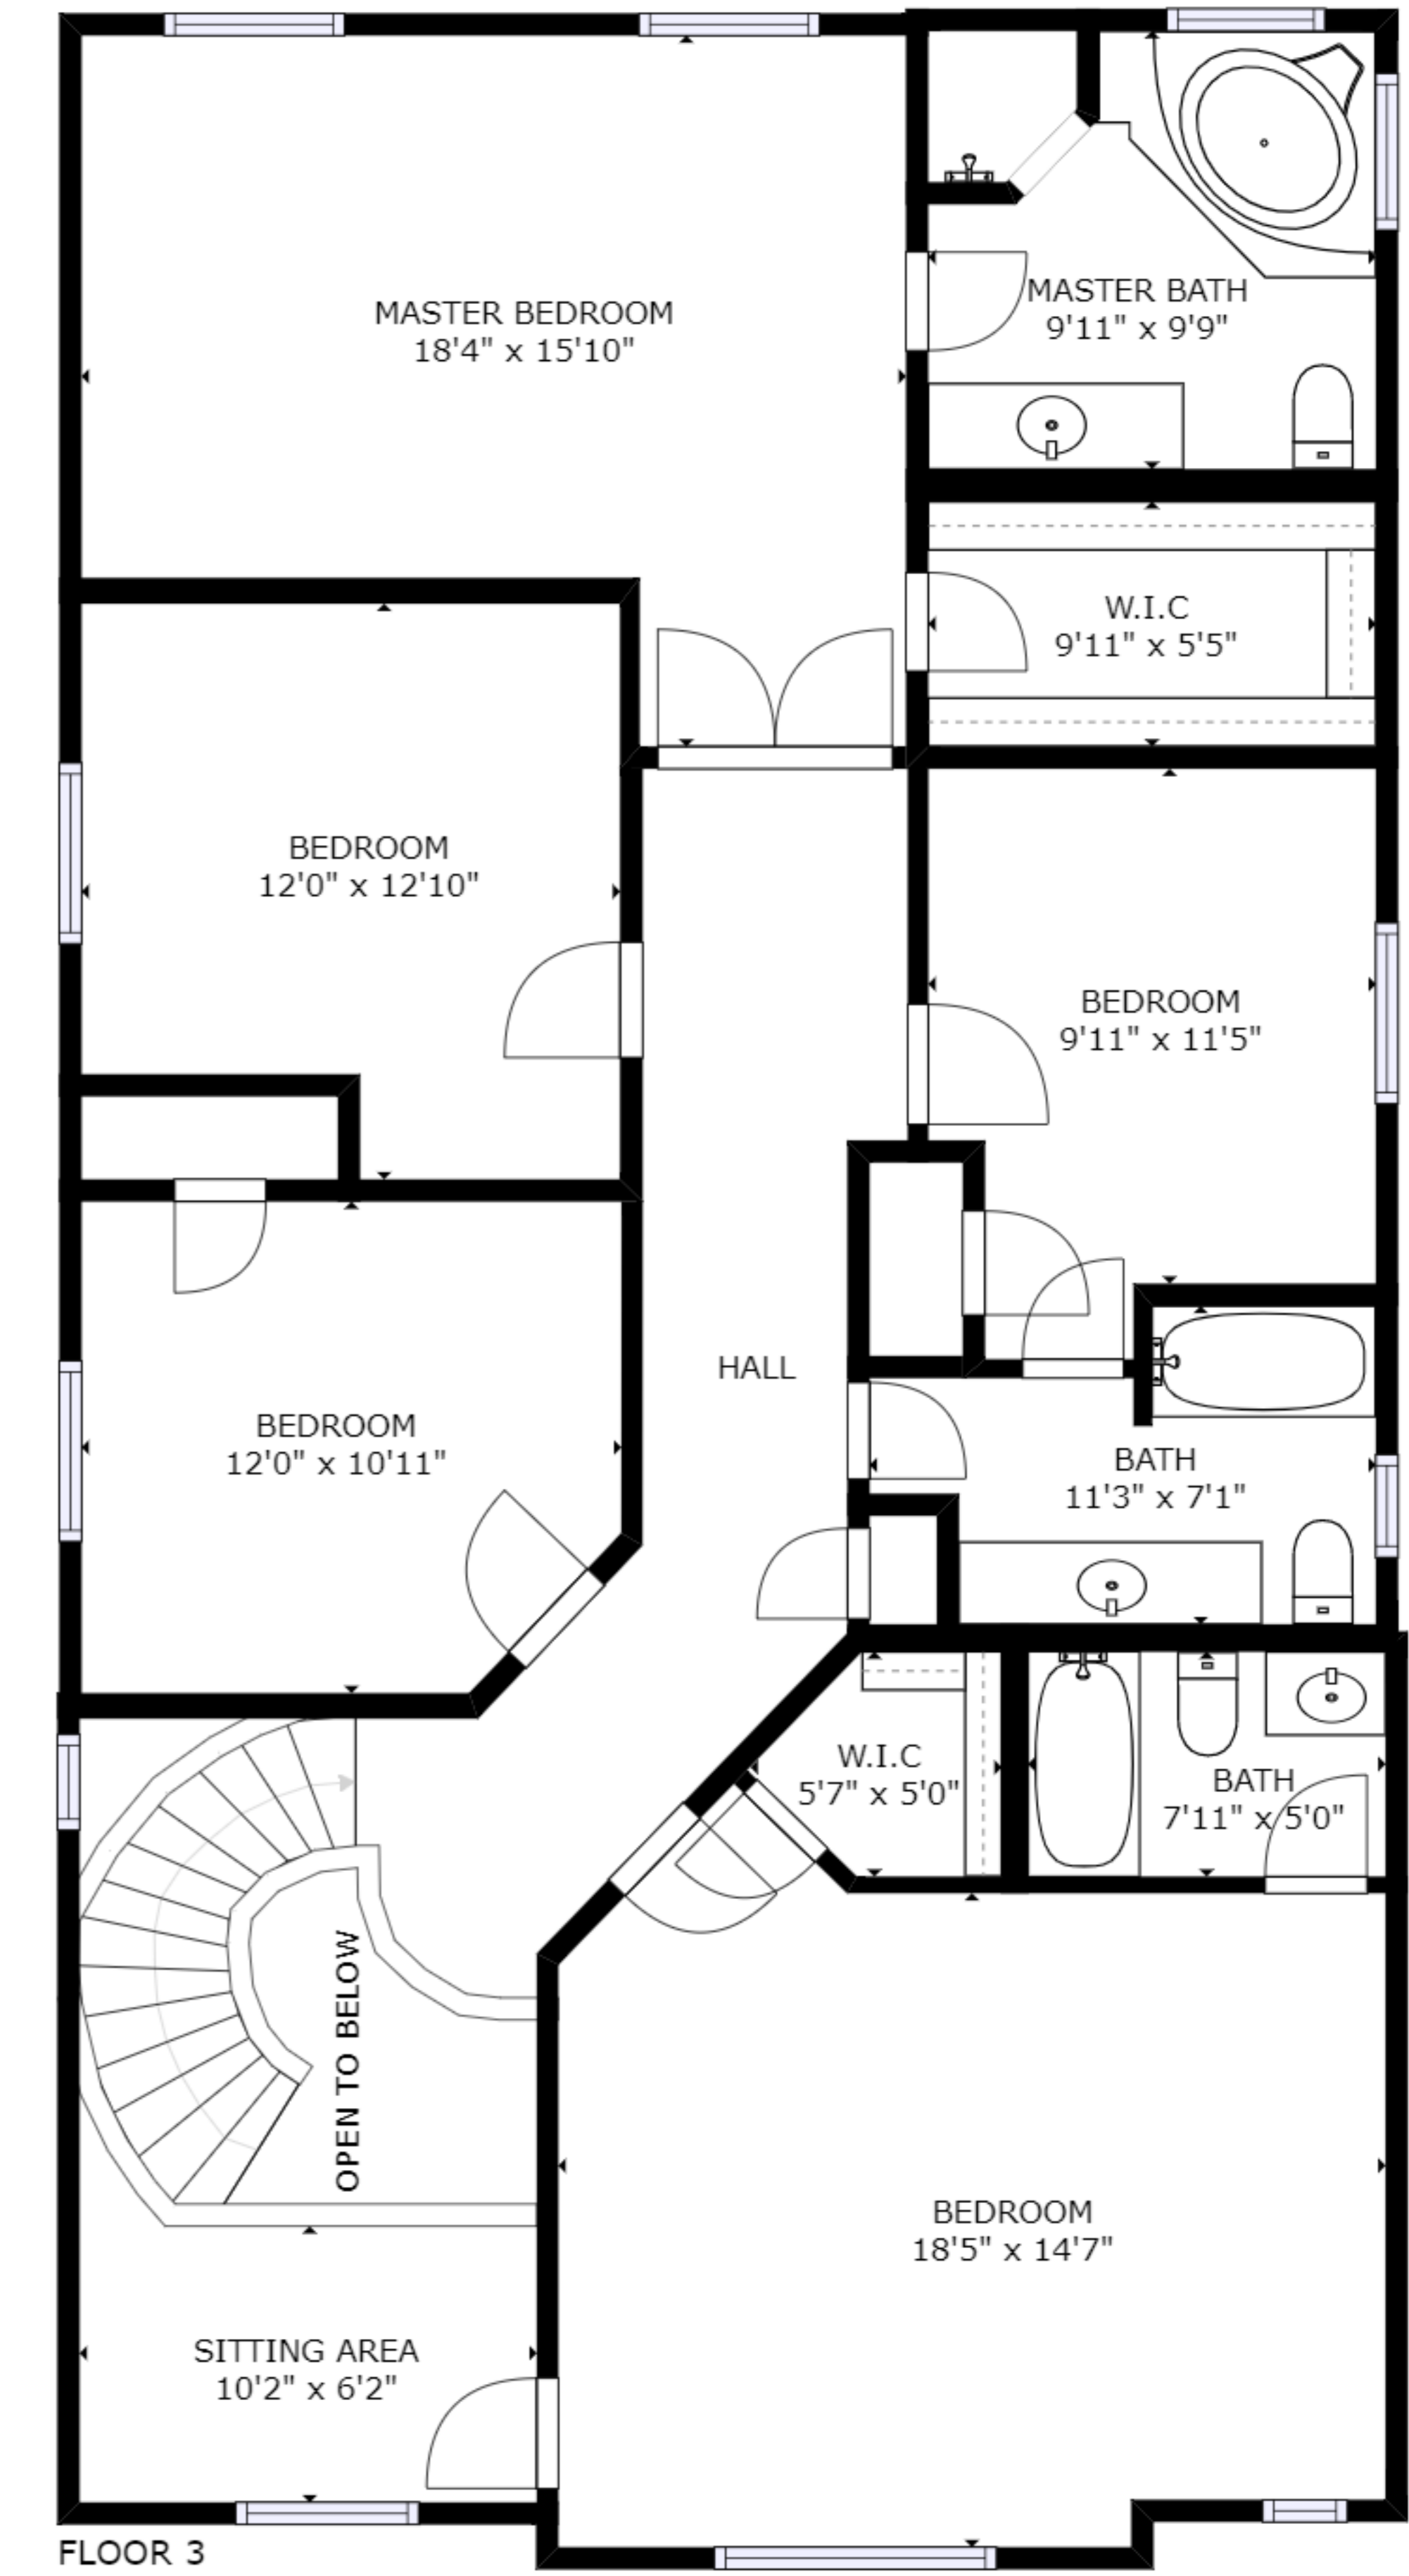 MASTER BEDROOM
18'4" x 15'10"
MASTER BATH
9'11" x 9'9"
W.I.C
9'11" x 5'5"
BEDROOM
12'0" x 12'10"
BEDROOM
9'11" x 11'5"
HALL
BEDROOM
12'0" x 10'11"
BATH
11'3" x 7'1"
W.I.C
5'7" x 5'0"
BATH
7'11" x 5'0"
OPEN TO BELOW
BEDROOM
18'5" x 14'7"
SITTING AREA
10'2" x 6'2"
FLOOR 3